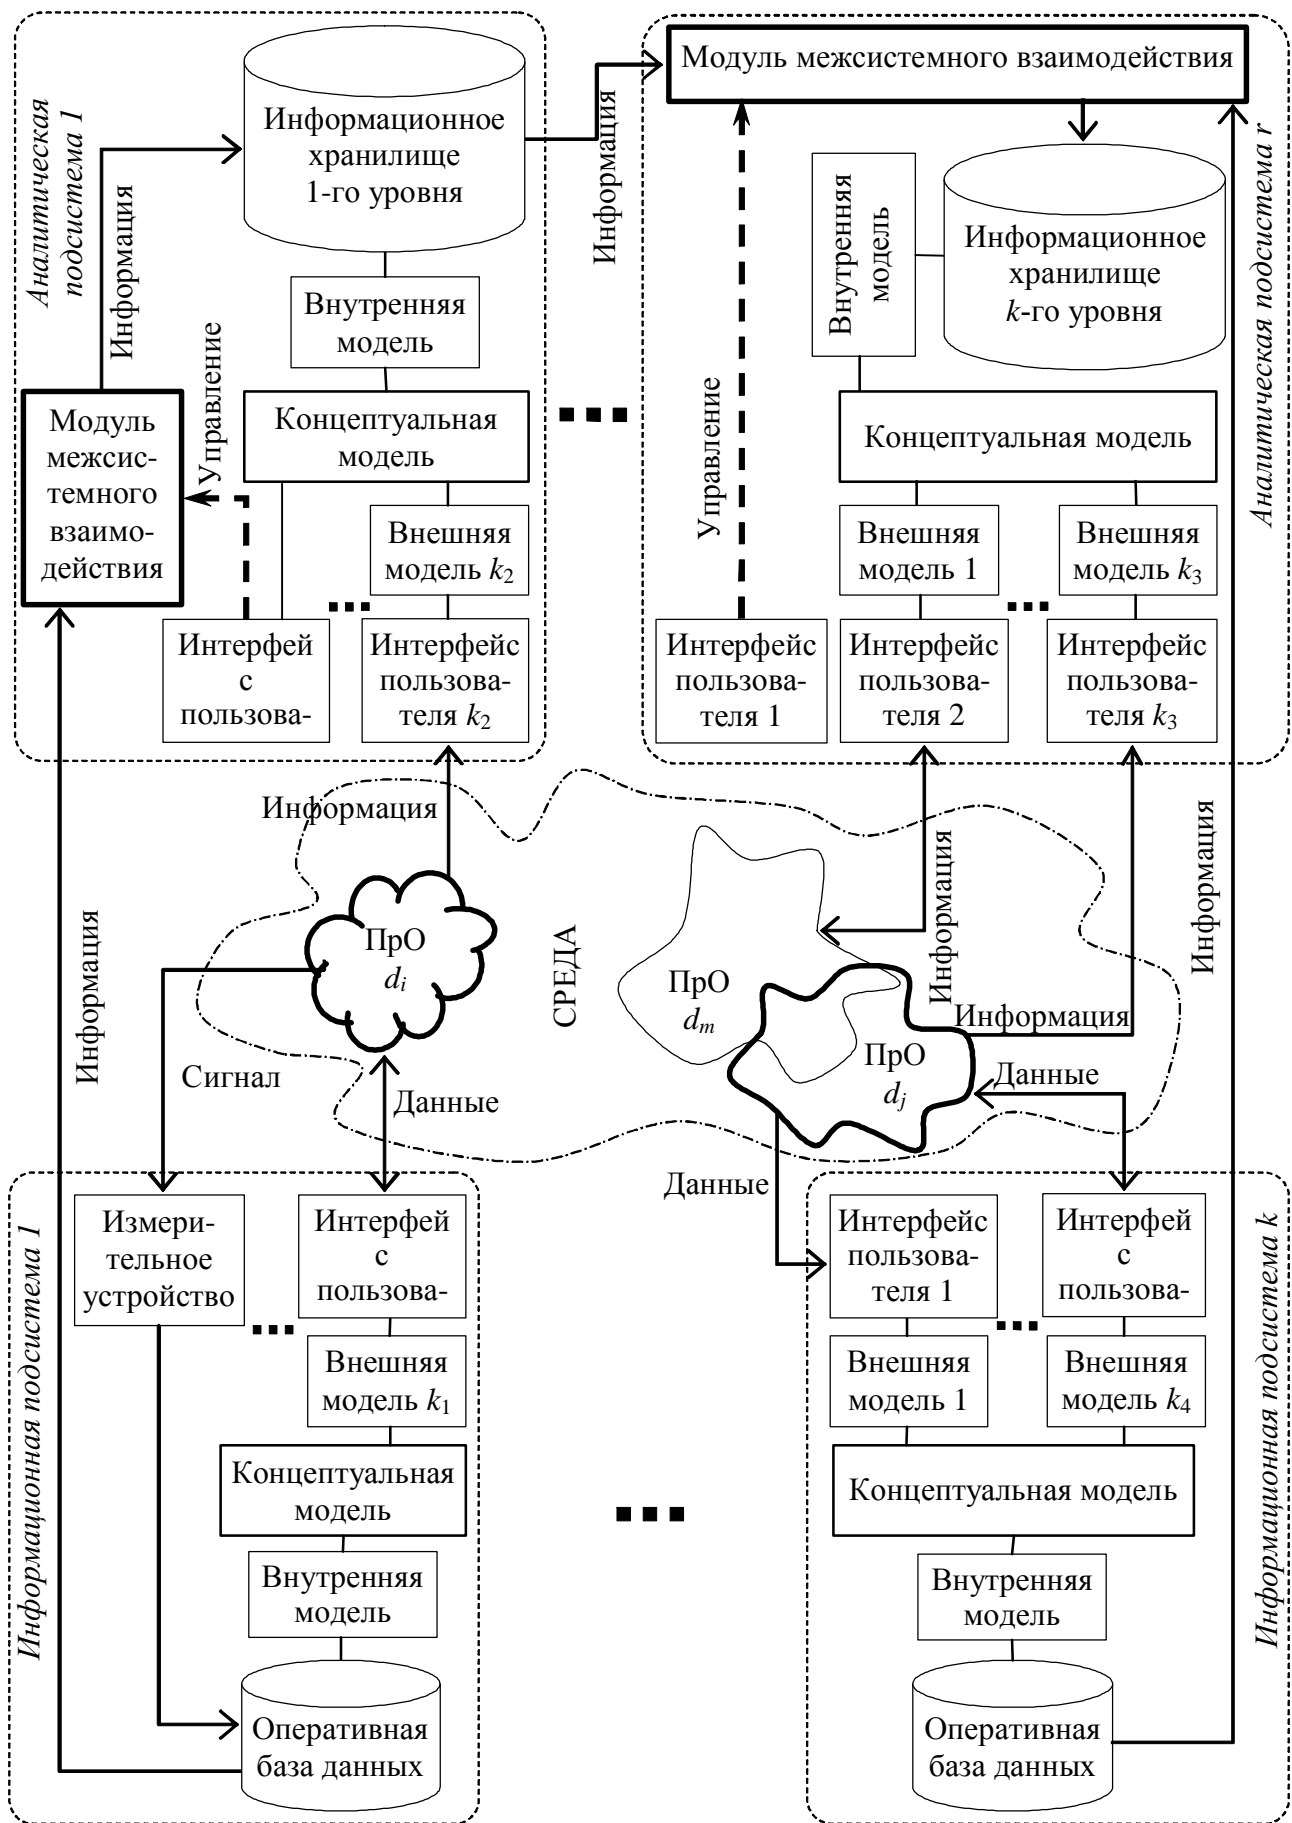 Аналитическая
подсистема 1
Информационное
хранилище
1-го уровня
Информация
Внутренняя
модель
Управление
Модуль
межсис-
темного
взаимо-
действия
Концептуальная
модель
Внешняя
модель k2
Интерфей
с
пользова-
Интерфейс
пользова-
теля k2
Информация
Модуль межсистемного взаимодействия
Внутренняя
модель
Информационное
хранилище
k-го уровня
Аналитическая подсистема r
Управление
Концептуальная модель
Внешняя
модель 1
Внешняя
модель k3
Интерфейс
пользова-
теля 1
Интерфейс
пользова-
теля 2
Интерфейс
пользова-
теля k3
Информация
Информация
Информация
ПрО
di
СРЕДА
ПрО
dm
Информация
Информация
ПрО
dj
Информация
Сигнал
Данные
Данные
Данные
Информационная подсистема 1
Измери-
тельное
устройство
Интерфей
с
пользова-
Внешняя
модель k1
Концептуальная
модель
Внутренняя
модель
Оперативная
база данных
Интерфейс
пользова-
теля 1
Интерфей
с
пользова-
Внешняя
модель 1
Внешняя
модель k4
Концептуальная модель
Внутренняя
модель
Оперативная
база данных
Информационная подсистема k